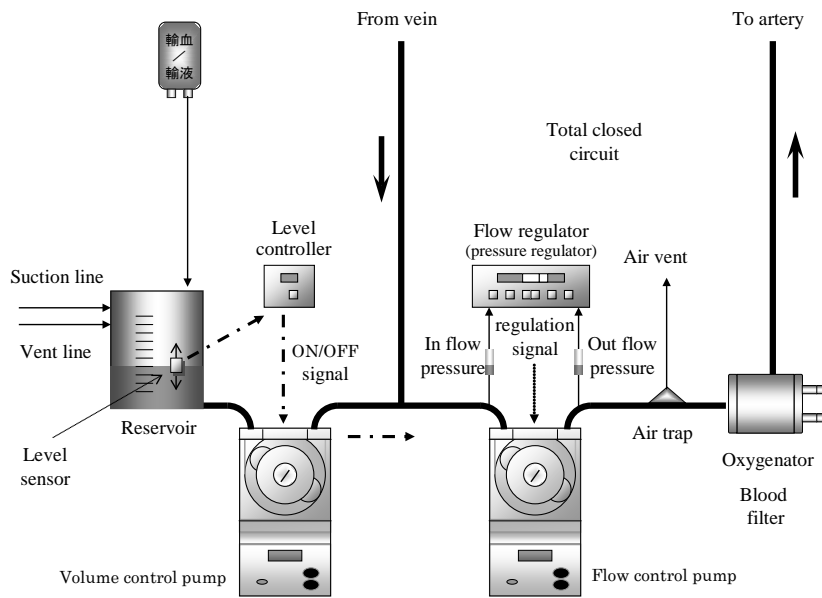 輸血
／
輸液
From vein
To artery
Total closed
circuit
Level
controller
Flow regulator
(pressure regulator)
Air vent
Suction line
Vent line
ON/OFF
signal
In flow
pressure
regulation
signal
Out flow
pressure
Reservoir
Level
sensor
Air trap
Oxygenator
Blood
filter
Volume control pump
Flow control pump